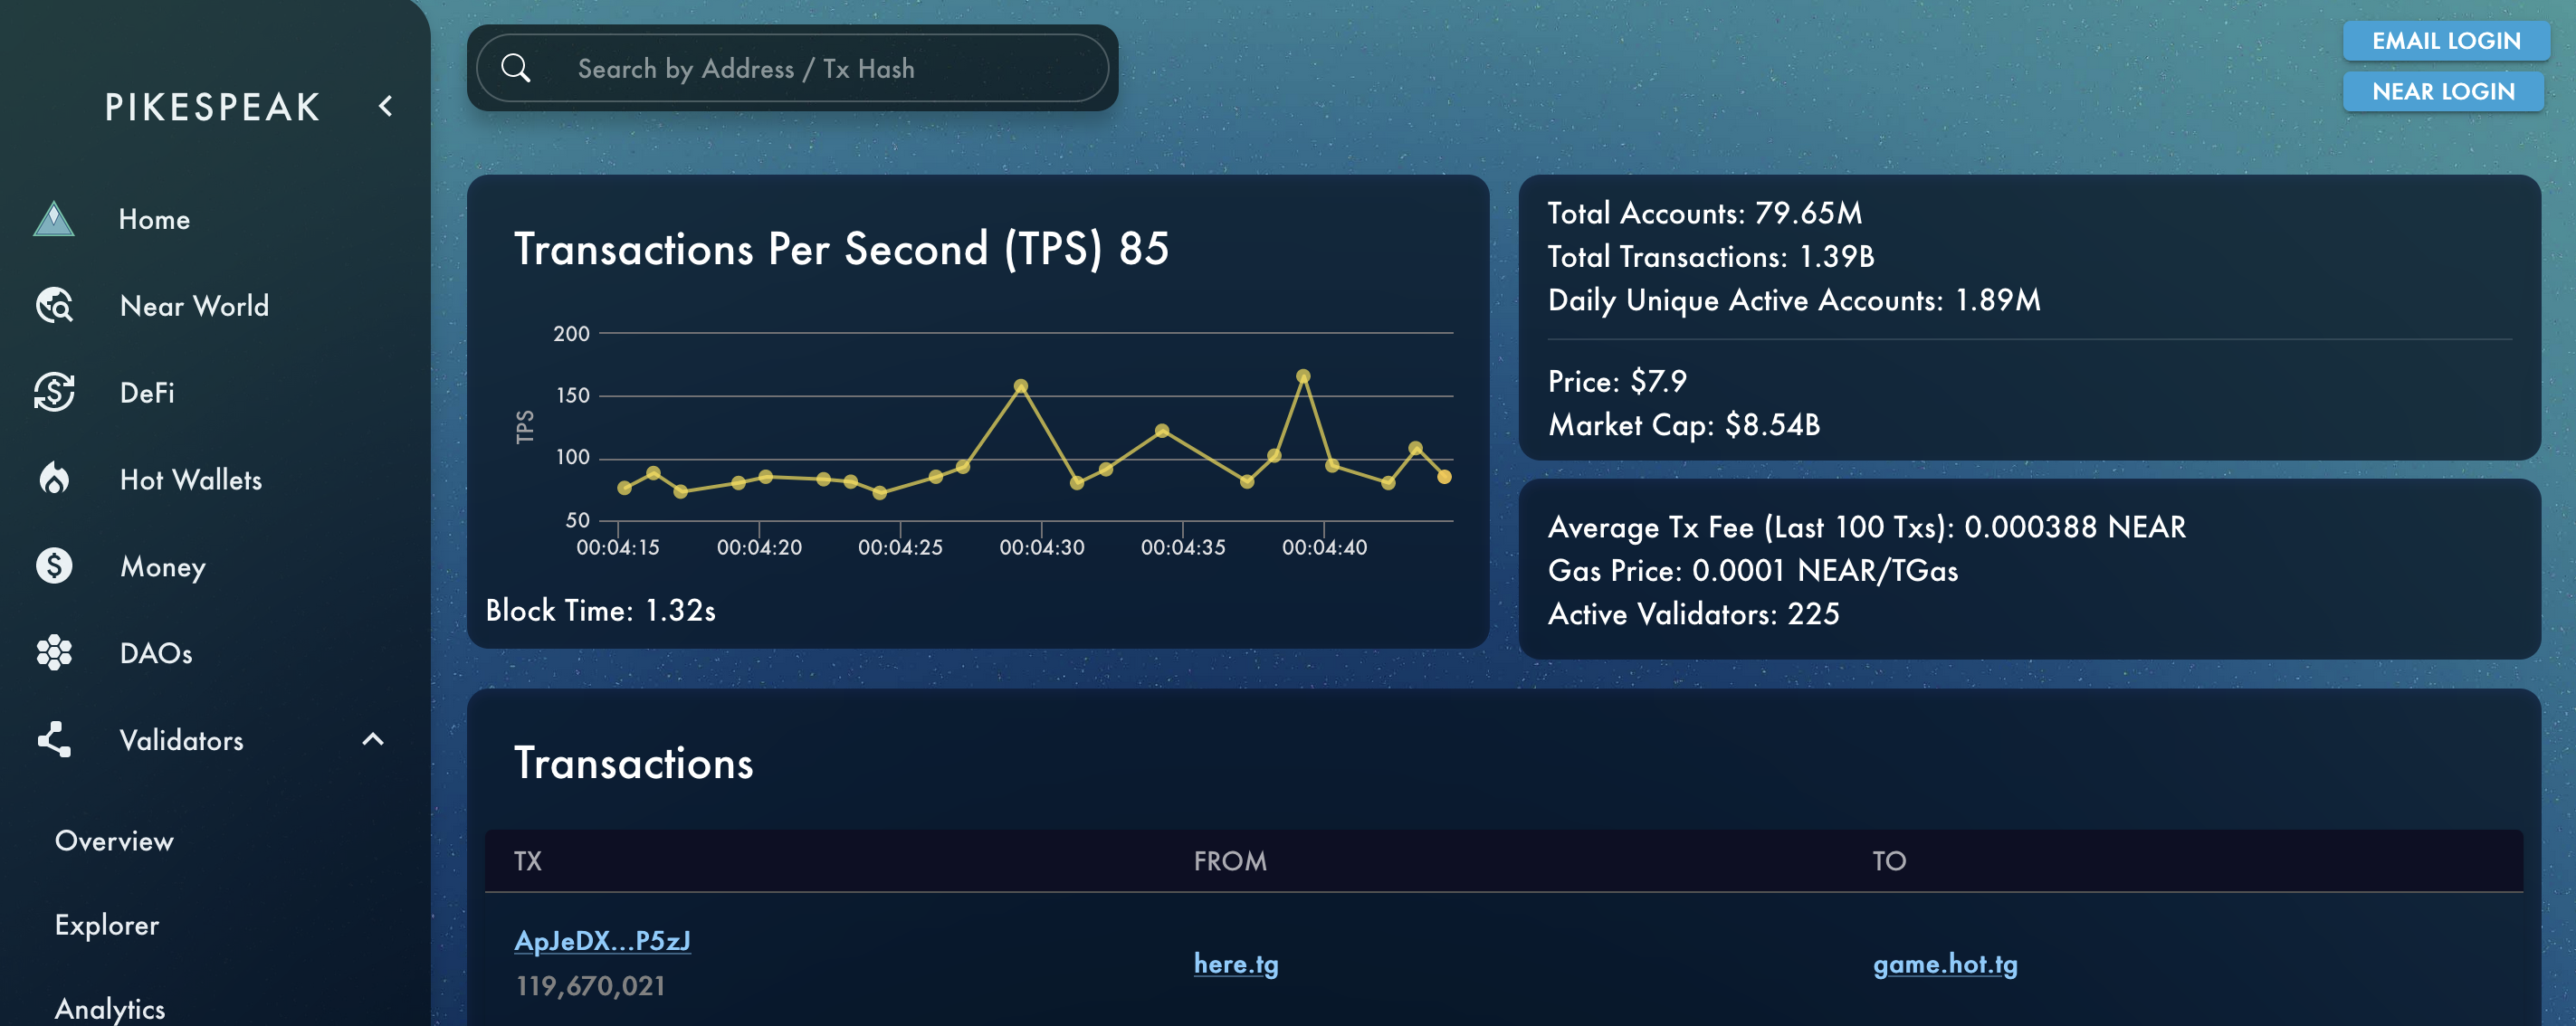 PIKESPEAK
Home
Near World
DeFi
Hot Wallets
Money
DAOs
Validators
Overview
Explorer
Analytics
Search by Address / Tx Hash
EMAIL LOGIN
NEAR LOGIN
Transactions Per Second (TPS) 85
TPS
200
150
100
50
00:04:15 00:04:20 00:04:25 00:04:30 00:04:35 00:04:40
Block Time: 1.32s
Total Accounts: 79.65M
Total Transactions: 1.39B
Daily Unique Active Accounts: 1.89M
Price: $7.9
Market Cap: $8.54B
Average Tx Fee (Last 100 Txs): 0.000388 NEAR
Gas Price: 0.0001 NEAR/TGas
Active Validators: 225
Transactions
TX FROM TO
ApJeDX...P5zJ
119,670,021
here.tg
game.hot.tg